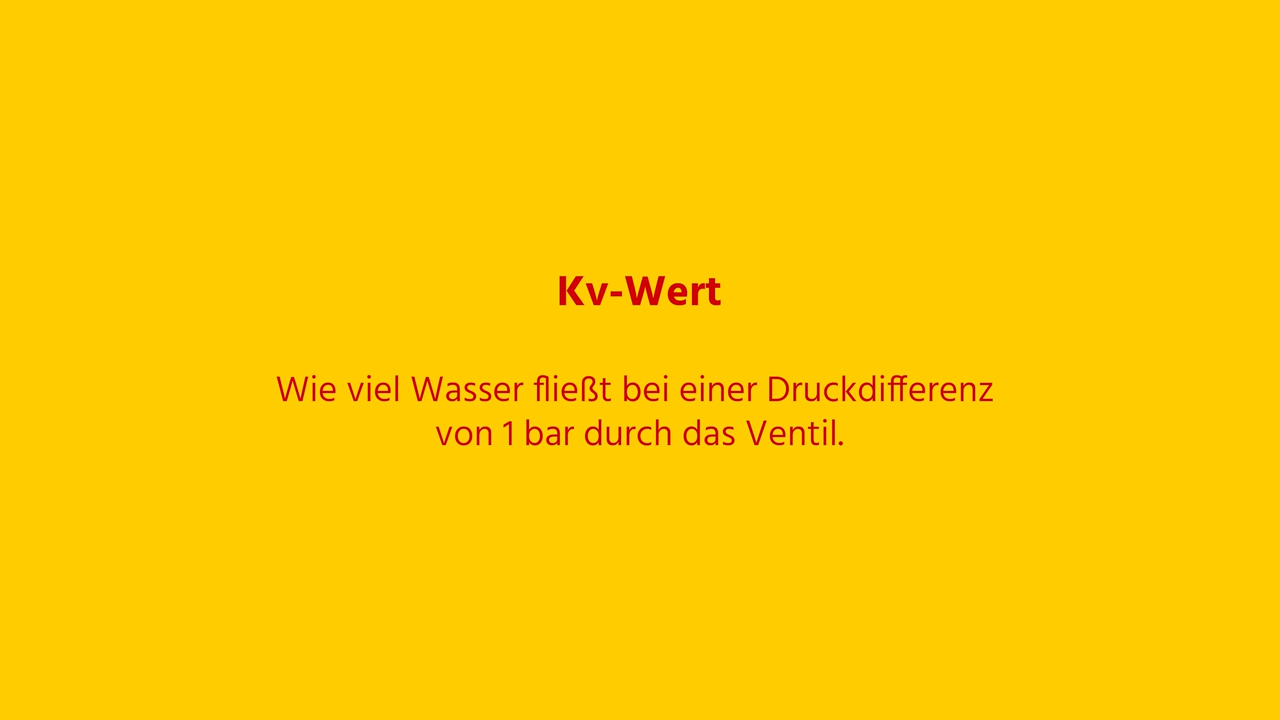 Kv-Wert
Wie viel Wasser fließt bei einer Druckdifferenz
von 1 bar durch das Ventil.